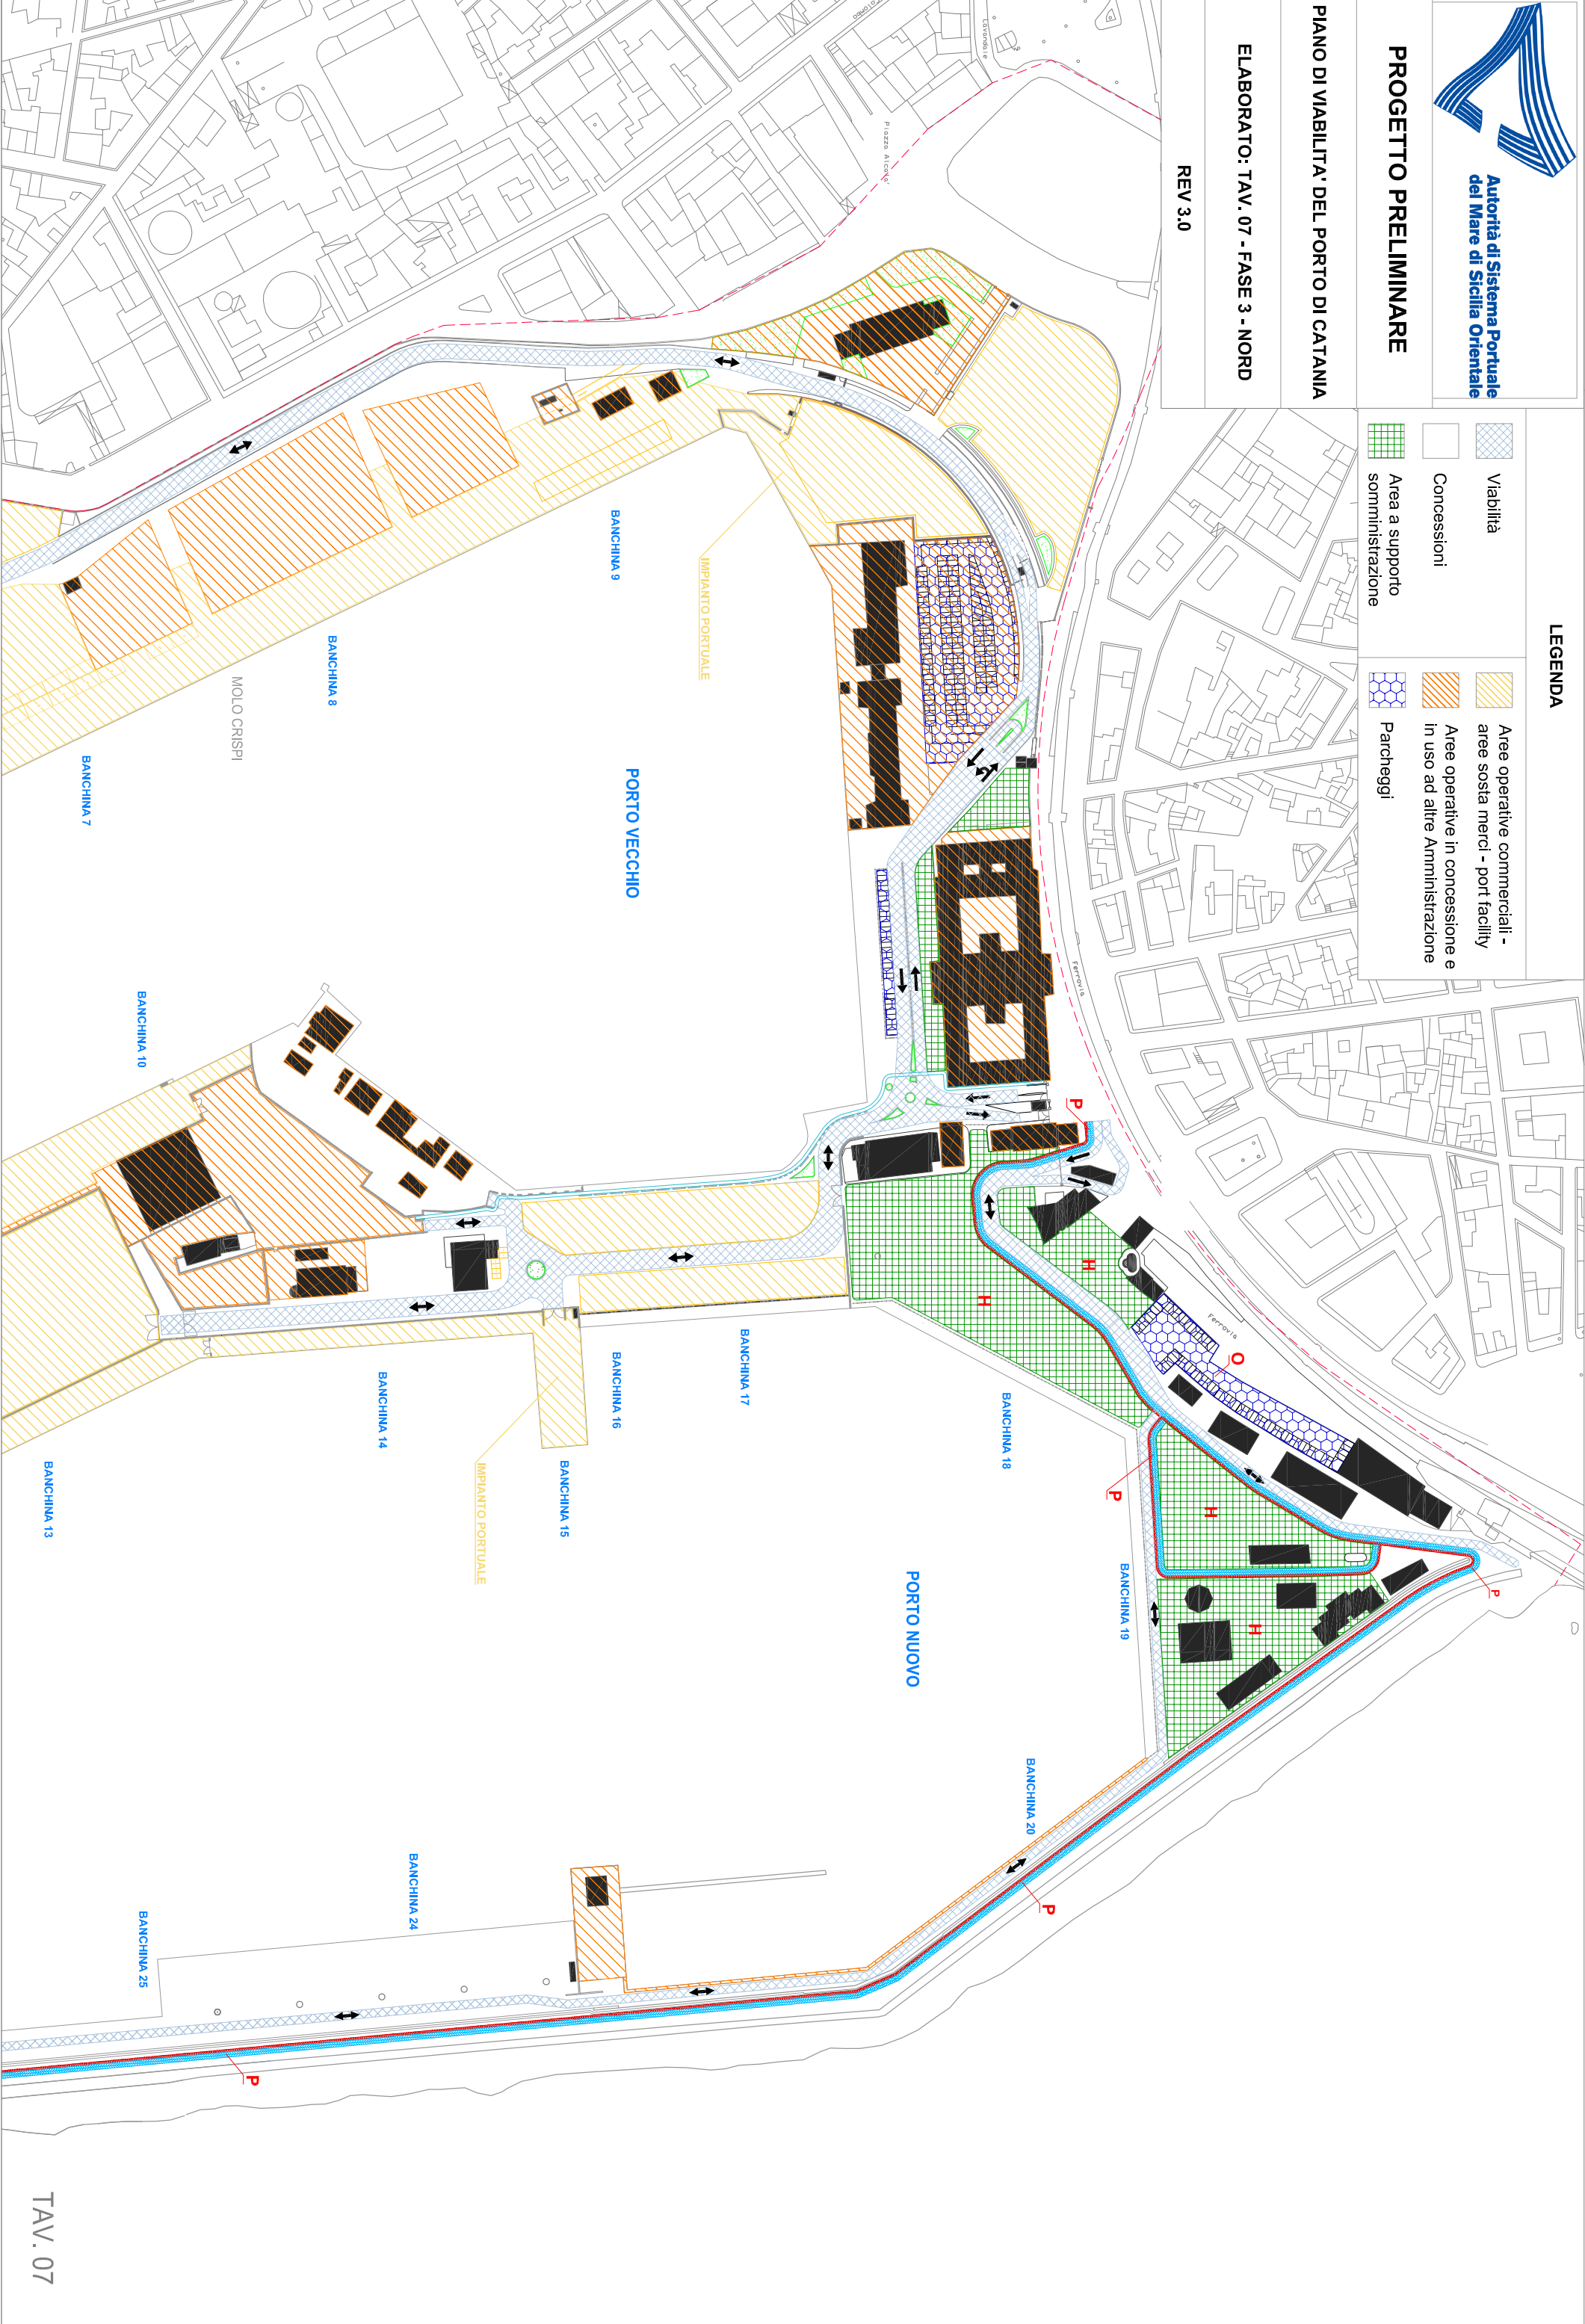 Autorità di Sistema Portuale
del Mare di Sicilia Orientale
PROGETTO PRELIMINARE
PIANO DI VIABILITA' DEL PORTO DI CATANIA
ELABORATO: TAV. 07 - FASE 3 - NORD
REV 3.0
LEGENDA
Viabilità
Concessioni
Area a supporto
somministrazione
Aree operative commerciali -
aree sosta merci - port facility
Aree operative in concessione e
in uso ad altre Amministrazione
Parcheggi
Piazza Alcala'
Ferrovia
Ferrovia
P
H
H
O
H
P
P
H
P
P
IMPIANTO PORTUALE
BANCHINA 9
BANCHINA 8
MOLO CRISPI
BANCHINA 7
PORTO VECCHIO
BANCHINA 10
BANCHINA 18
BANCHINA 17
BANCHINA 16
BANCHINA 15
BANCHINA 14
BANCHINA 13
IMPIANTO PORTUALE
BANCHINA 19
PORTO NUOVO
BANCHINA 20
BANCHINA 24
BANCHINA 25
TAV. 07